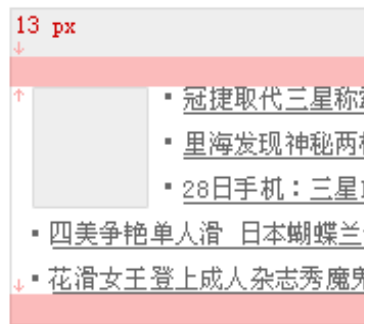 13 px
冠捷取代三星称
里海发现神秘两
28日手机：三星
四美争艳单人滑 日本蝴蝶兰
花滑女王登上成人杂志秀魔鬼